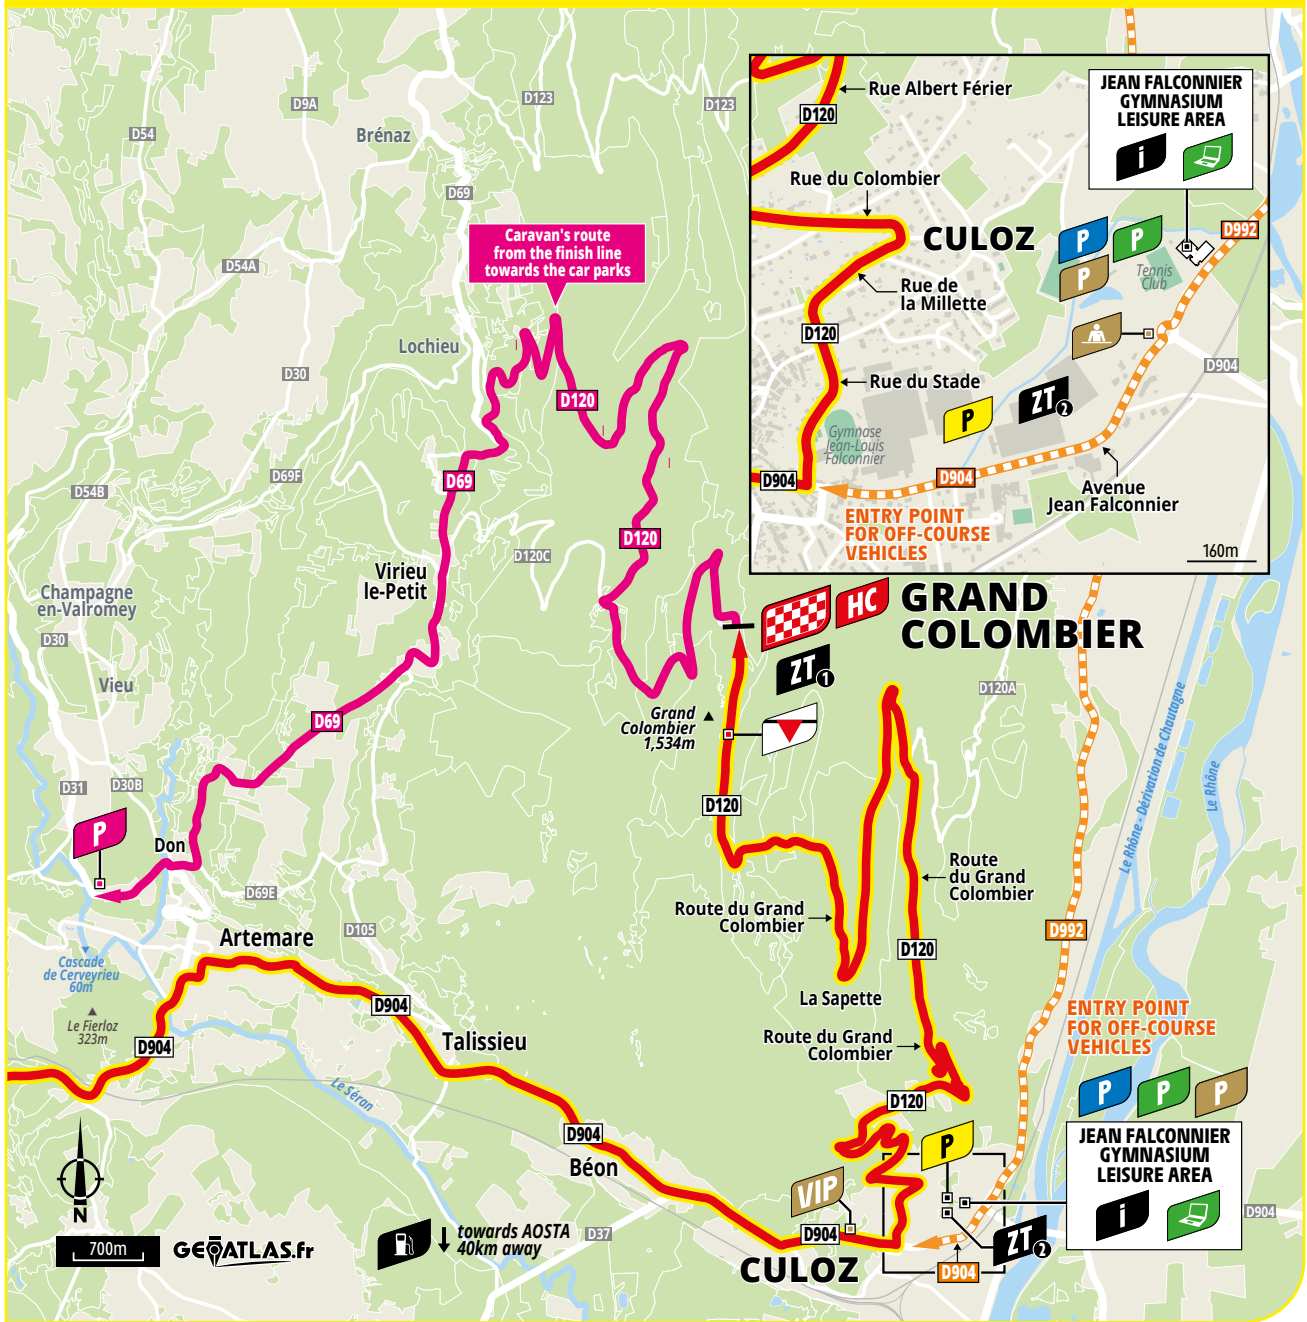 D9A
D123
D123
D54
Brénaz
D69
Caravan's route
from the finish line
towards the car parks
D54A
Lochieu
D30
D120
D69F
D69
D54B
D120
D120C
Virieu
le-Petit
Champagne
en-Valromey
D30
Vieu
D69
D31
D30B
P
Don
D69E
D105
Artemare
Cascade
de Cerveyrieu
60m
Le Fierloz
323m
D904
D904
Talissieu
Le Séran
D904
Béon
N
700m
GEOATLAS.fr
towards AOSTA
40km away
D37
Rue Albert Férier
D120
Rue du Colombier
CULOZ
Rue de
la Millette
D120
Rue du Stade
Gymnase
Jean-Louis
Falconnier
D904
JEAN FALCONNIER
GYMNASIUM
LEISURE AREA
i
P
P
P
Tennis
Club
D992
D904
ZT 2
P
D904
Avenue
Jean Falconnier
ENTRY POINT
FOR OFF-COURSE
VEHICLES
160m
HC
GRAND
COLOMBIER
ZT 1
D120A
Grand
Colombier
1,534m
D120
Route
du Grand
Colombier
Route du Grand
Colombier
D120
La Sapette
Route du Grand
Colombier
D120
Le Rhône - Dérivation de Chautagne
Le Rhône
D992
ENTRY POINT
FOR OFF-COURSE
VEHICLES
P
P
P
JEAN FALCONNIER
GYMNASIUM
LEISURE AREA
i
P
VIP
D904
CULOZ
ZT 2
D904
D904